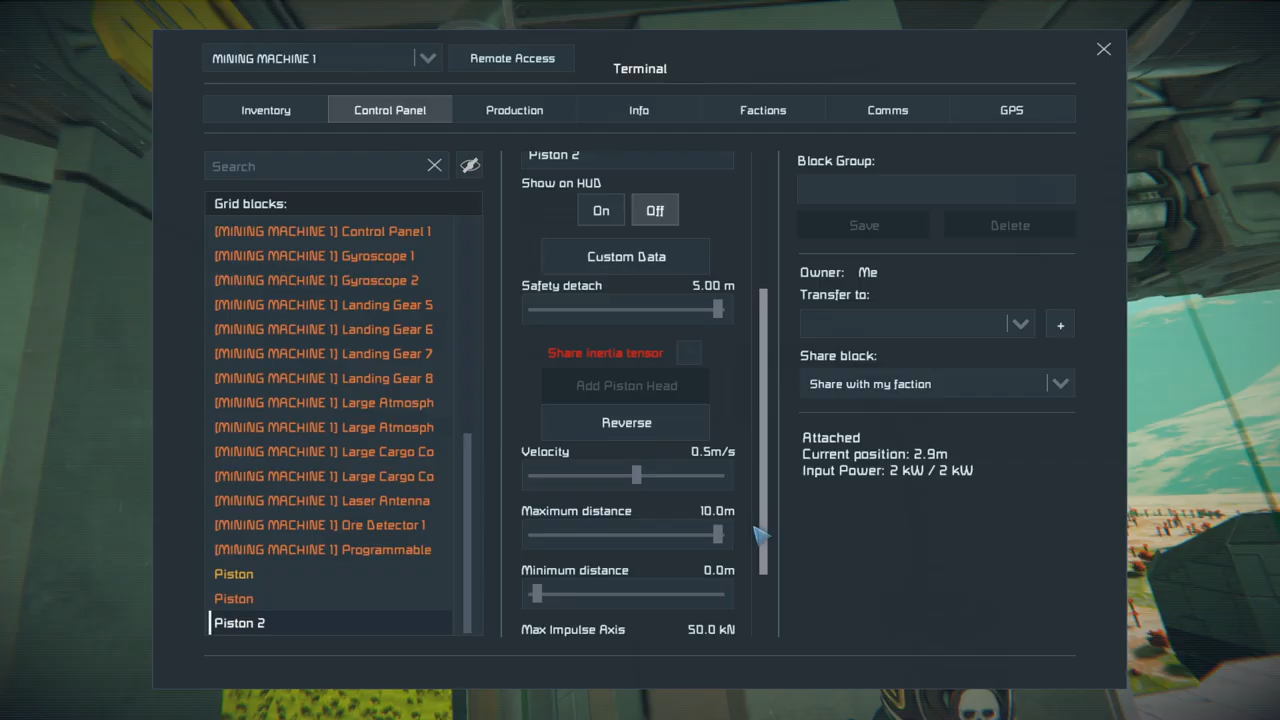 MINING MACHINE 1
Remote Access
Terminal
Inventory
Control Panel
Production
Info
Factions
Comms
GPS
Search
Grid blocks:
[MINING MACHINE 1] Control Panel 1
[MINING MACHINE 1] Gyroscope 1
[MINING MACHINE 1] Gyroscope 2
[MINING MACHINE 1] Landing Gear 5
[MINING MACHINE 1] Landing Gear 6
[MINING MACHINE 1] Landing Gear 7
[MINING MACHINE 1] Landing Gear 8
[MINING MACHINE 1] Large Atmosph
[MINING MACHINE 1] Large Atmosph
[MINING MACHINE 1] Large Cargo Co
[MINING MACHINE 1] Large Cargo Co
[MINING MACHINE 1] Laser Antenna
[MINING MACHINE 1] Ore Detector 1
[MINING MACHINE 1] Programmable
Piston
Piston
Piston 2
Piston 2
Show on HUD
On
Off
Custom Data
Safety detach 5.00 m
Share inertia tensor
Add Piston Head
Reverse
Velocity 0.5m/s
Maximum distance 10.0m
Minimum distance 0.0m
Max Impulse Axis 50.0 kN
Block Group:
Save
Delete
Owner: Me
Transfer to:
+
Share block:
Share with my faction
Attached
Current position: 2.9m
Input Power: 2 kW / 2 kW